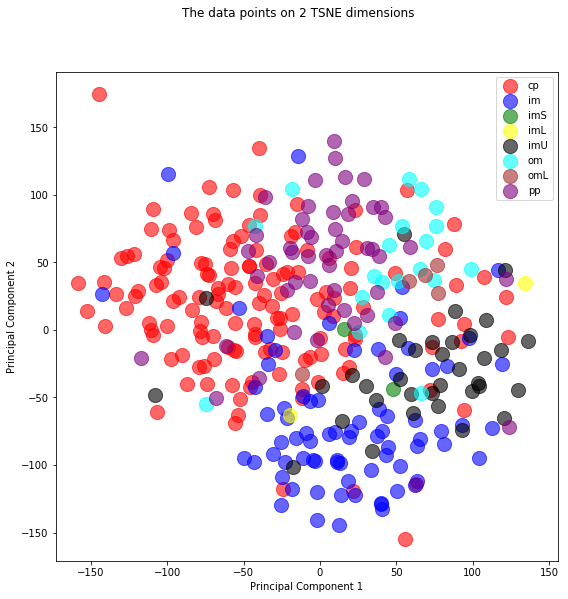 The data points on 2 TSNE dimensions
cp
im
imS
imL
imU
om
omL
pp
150
100
50
0
−50
−100
−150
Principal Component 2
−150
−100
−50
0
50
100
150
Principal Component 1